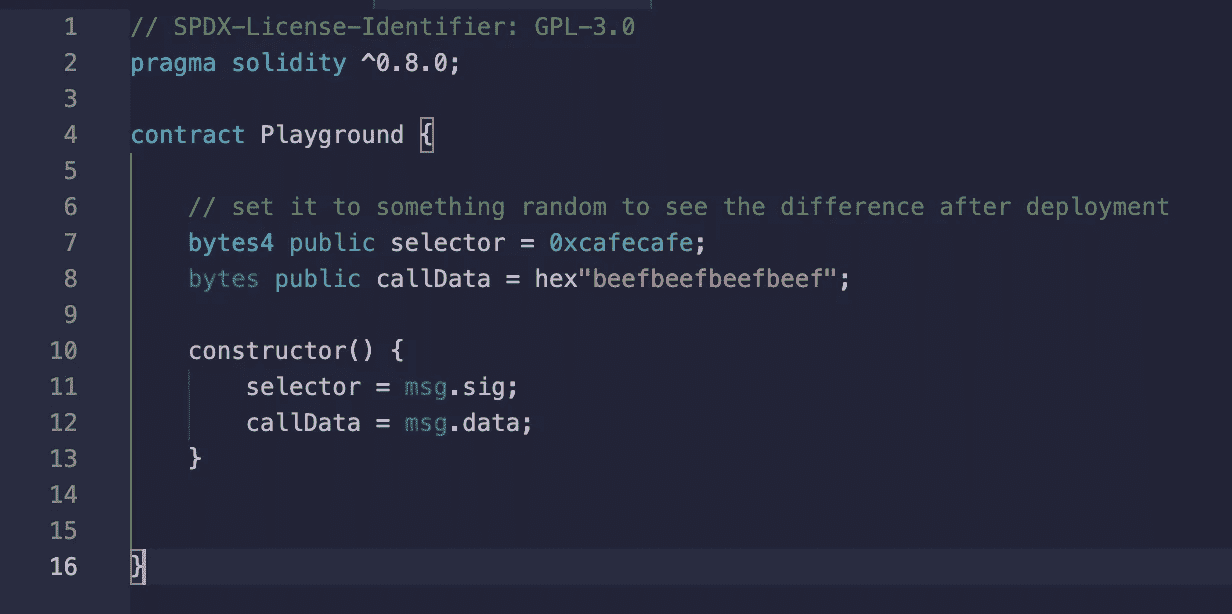 1 // SPDX-License-Identifier: GPL-3.0
2 pragma solidity ^0.8.0;
3
4 contract Playground {
5
6 // set it to something random to see the difference after deployment
7 bytes4 public selector = 0xcafecafe;
8 bytes public callData = hex"beefbeefbeefbeef";
9
10 constructor() {
11 selector = msg.sig;
12 callData = msg.data;
13 }
14
15
16 }